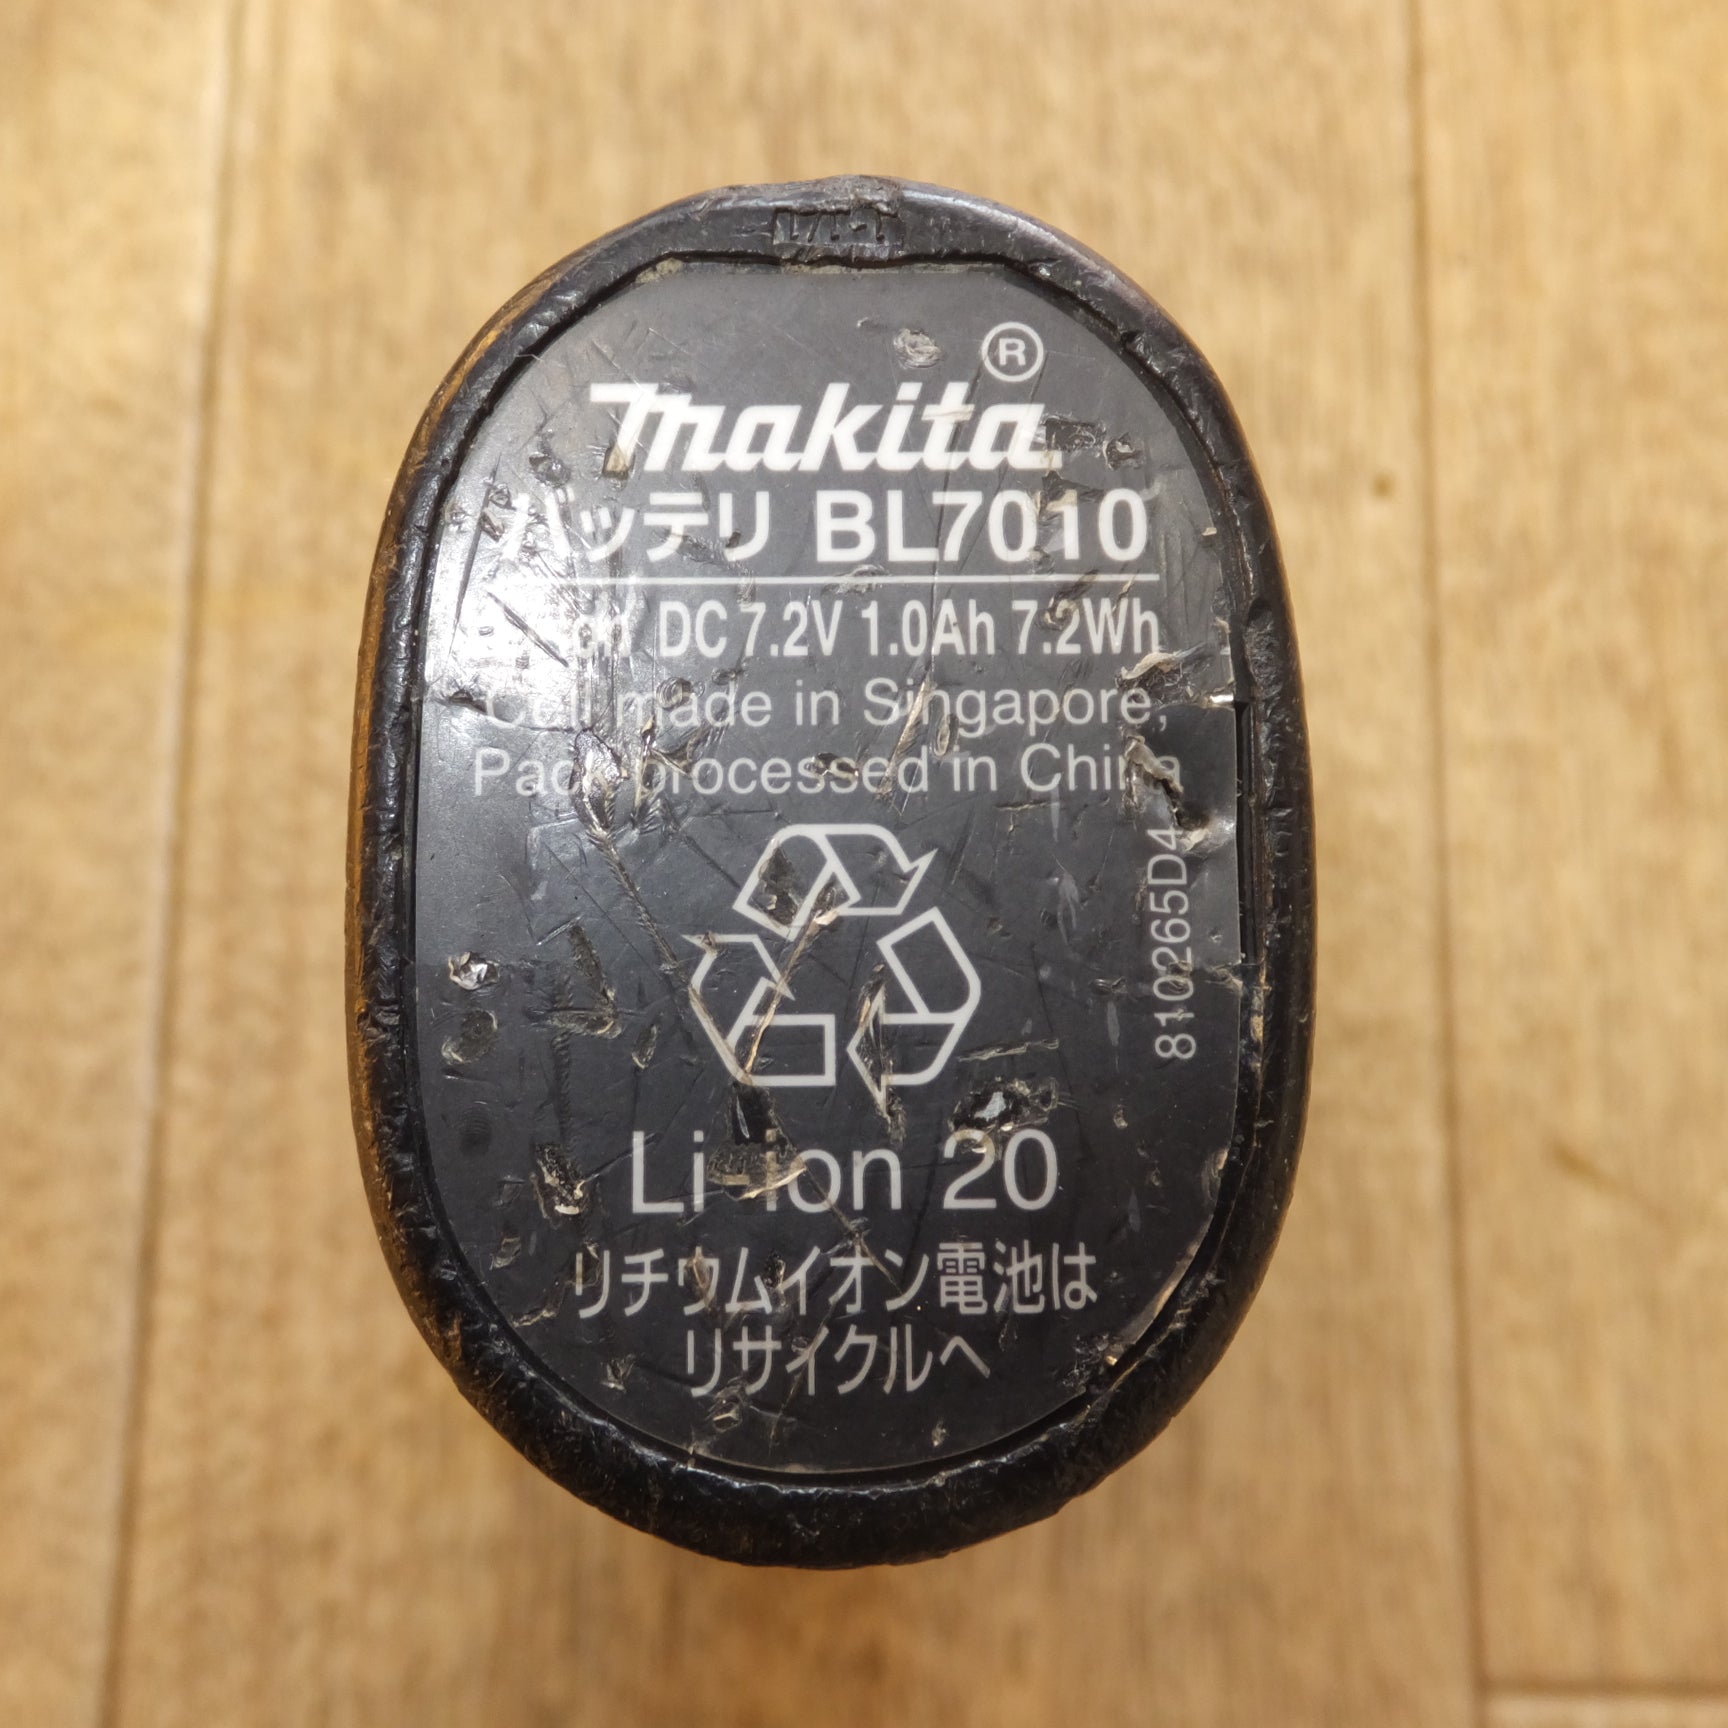 makita®
バッテリ BL7010
DC 7.2V 1.0Ah 7.2Wh
Cell made in Singapore,
Pack processed in China
810265D4
Li-ion 20
リチウムイオン電池は
リサイクルへ